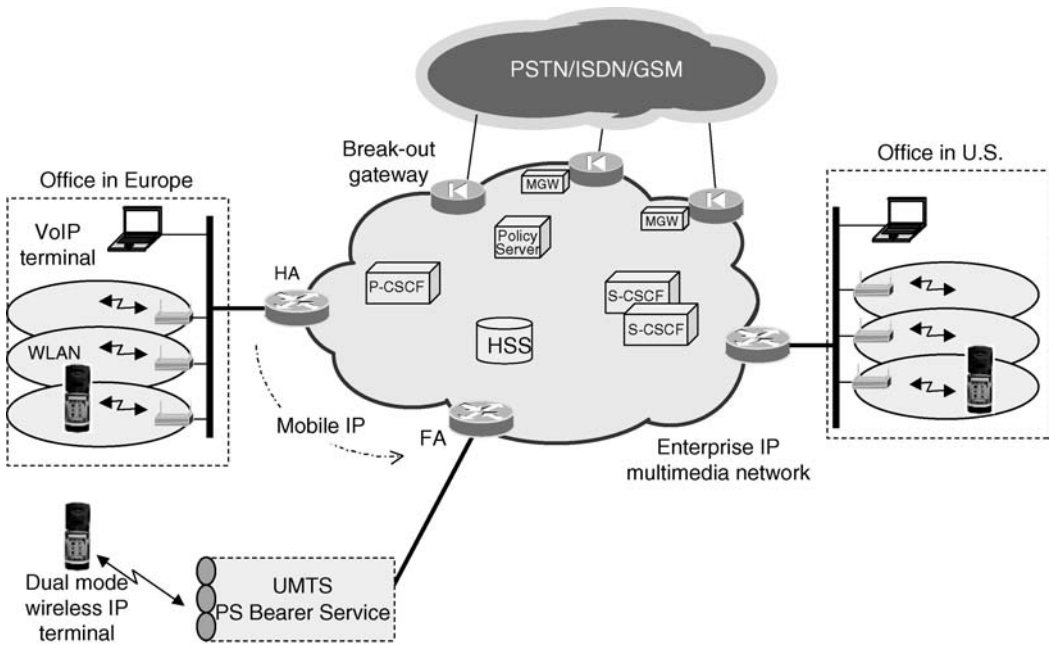 PSTN/ISDN/GSM
Break-out
gateway
MGW
MGW
Office in Europe
Office in U.S.
VoIP
terminal
Policy
Server
HA
P-CSCF
S-CSCF
S-CSCF
HSS
WLAN
Mobile IP
FA
Enterprise IP
multimedia network
Dual mode
wireless IP
terminal
UMTS
PS Bearer Service